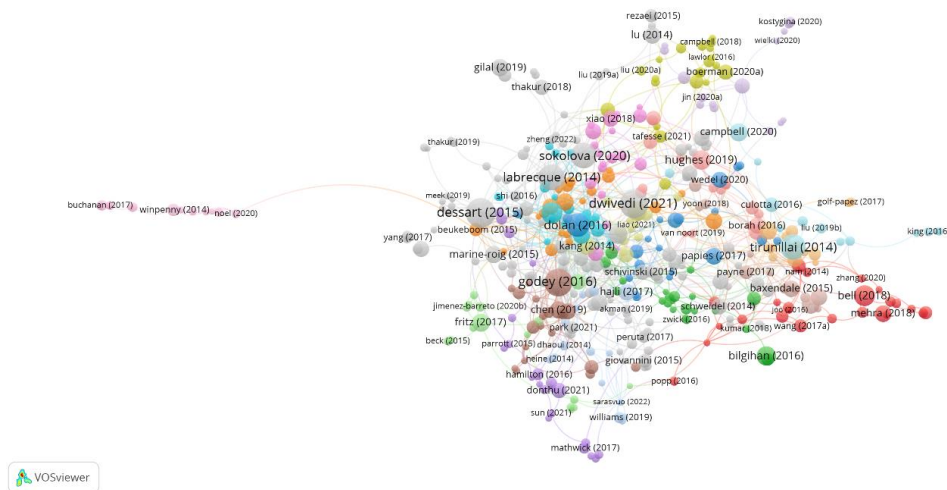 rezaei (2015)
kostygina (2020)
lu (2014)
campbell (2018)
wielki (2020)
lawlor (2016)
gilal (2019)
liu (2019a)
liu (2020a)
boerman (2020a)
thakur (2018)
jin (2020a)
xiao (2018)
tafesse (2021)
campbell (2020)
thakur (2019)
zheng (2022)
sokolova (2020)
hughes (2019)
labrecque (2014)
wedel (2020)
meek (2019)
shi (2016)
buchanan (2017)
winpenny (2014)
noel (2020)
dessart (2015)
dwivedi (2021)
yoon (2018)
culotta (2016)
golf-papez (2017)
beukeboom (2015)
dolan (2016)
liao (2021)
van noort (2019)
borah (2016)
liu (2019b)
king (2016
yang (2017)
kang (2014)
tirunillai (2014)
marine-roig (2015)
papies (2017)
schivinski (2015)
payne (2017)
nam (2014)
zhang (2020)
godey (2016)
hajli (2017)
baxendale (2015)
bell (2018)
jimenez-barreto (2020b)
chen (2019)
akman (2019)
schweidel (2014)
joo (2016)
mehra (2018)
fritz (2017)
park (2021)
zwick (2016)
kumar (2018)
wang (2017a)
beck (2015)
parrott (2015)
dhaoui (2014)
peruta (2017)
heine (2014)
giovannini (2015)
bilgihan (2016)
hamilton (2016)
donthu (2021)
popp (2016)
sun (2021)
sarasvuo (2022)
williams (2019)
mathwick (2017)
VOSviewer